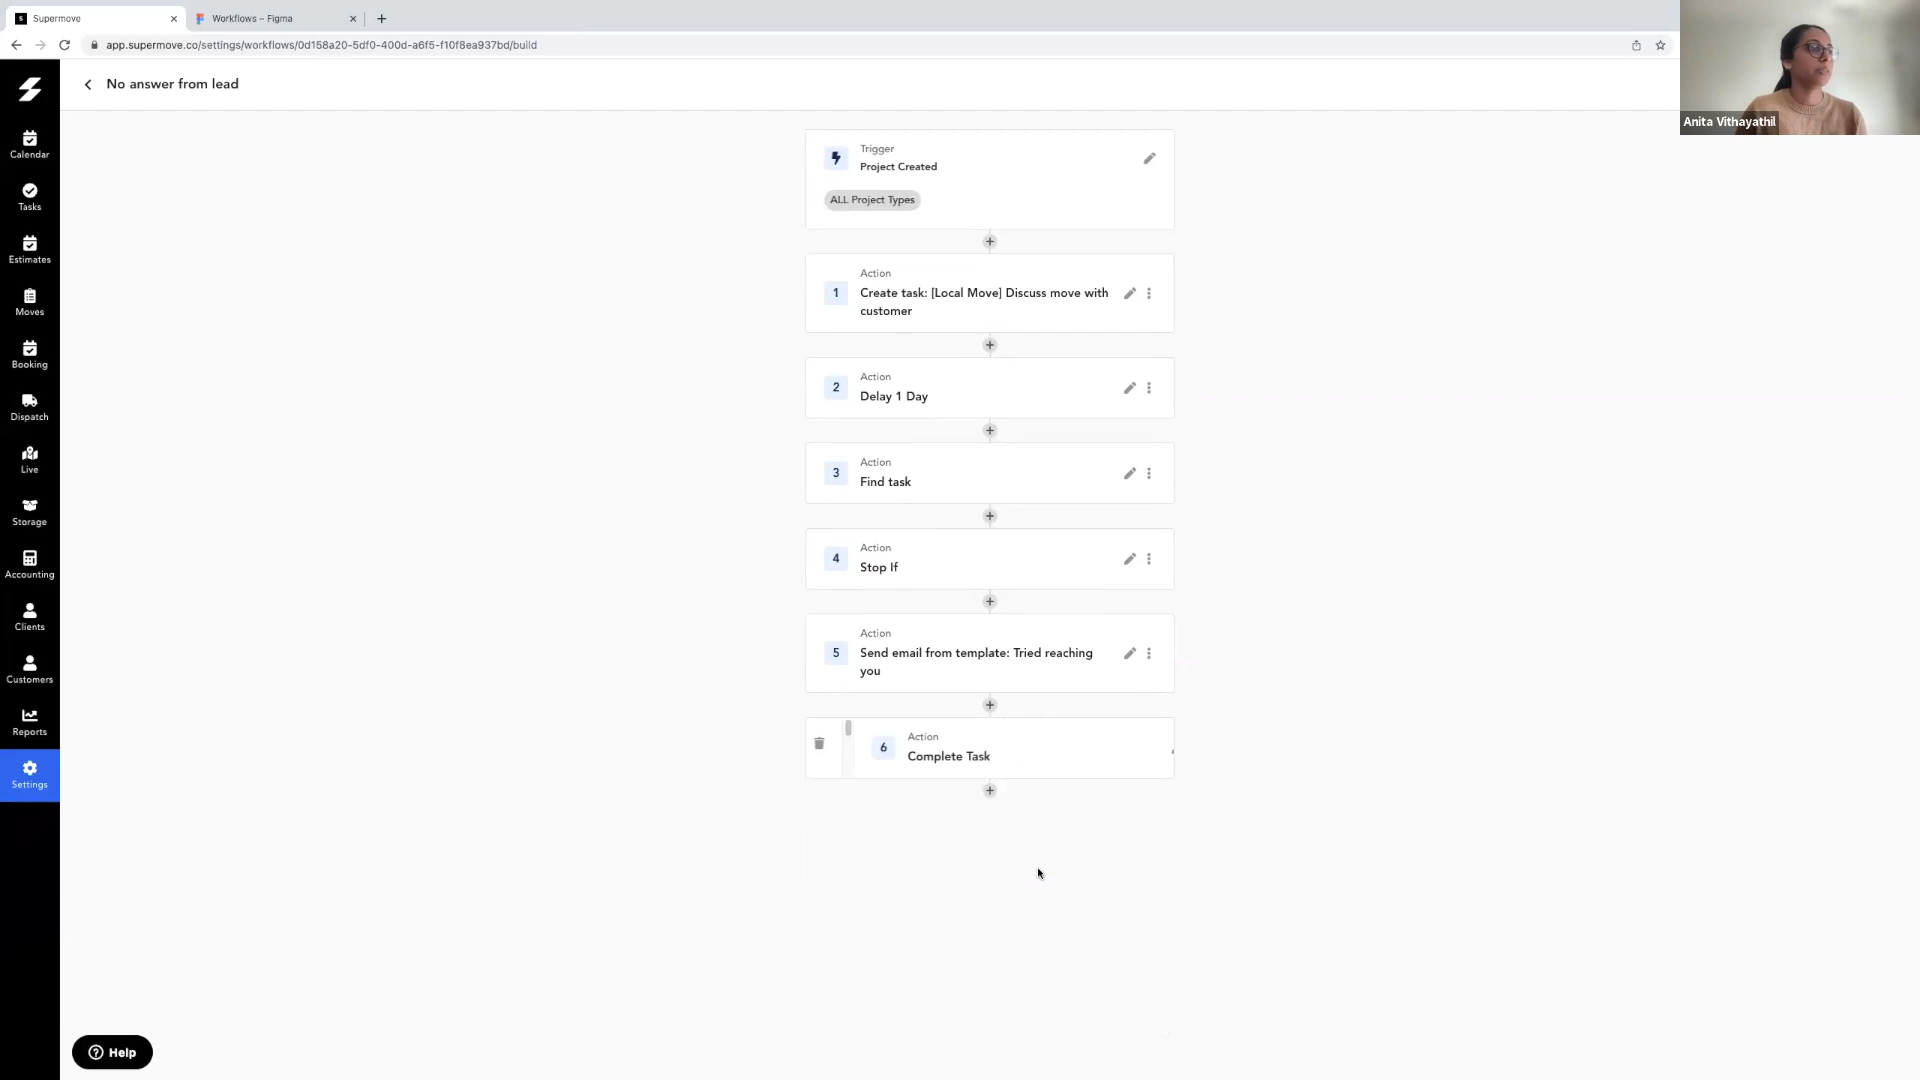 Supermove
Workflows – Figma
app.supermove.co/settings/workflows/0d158a20-5df0-400d-a6f5-f10f8ea937bd/build
No answer from lead
Anita Vithayathil
Calendar
Tasks
Estimates
Moves
Booking
Dispatch
Live
Storage
Accounting
Clients
Customers
Reports
Settings
Help
Trigger
Project Created
ALL Project Types
Action
1
Create task: [Local Move] Discuss move with
customer
Action
2
Delay 1 Day
Action
3
Find task
Action
4
Stop If
Action
5
Send email from template: Tried reaching
you
Action
6
Complete Task